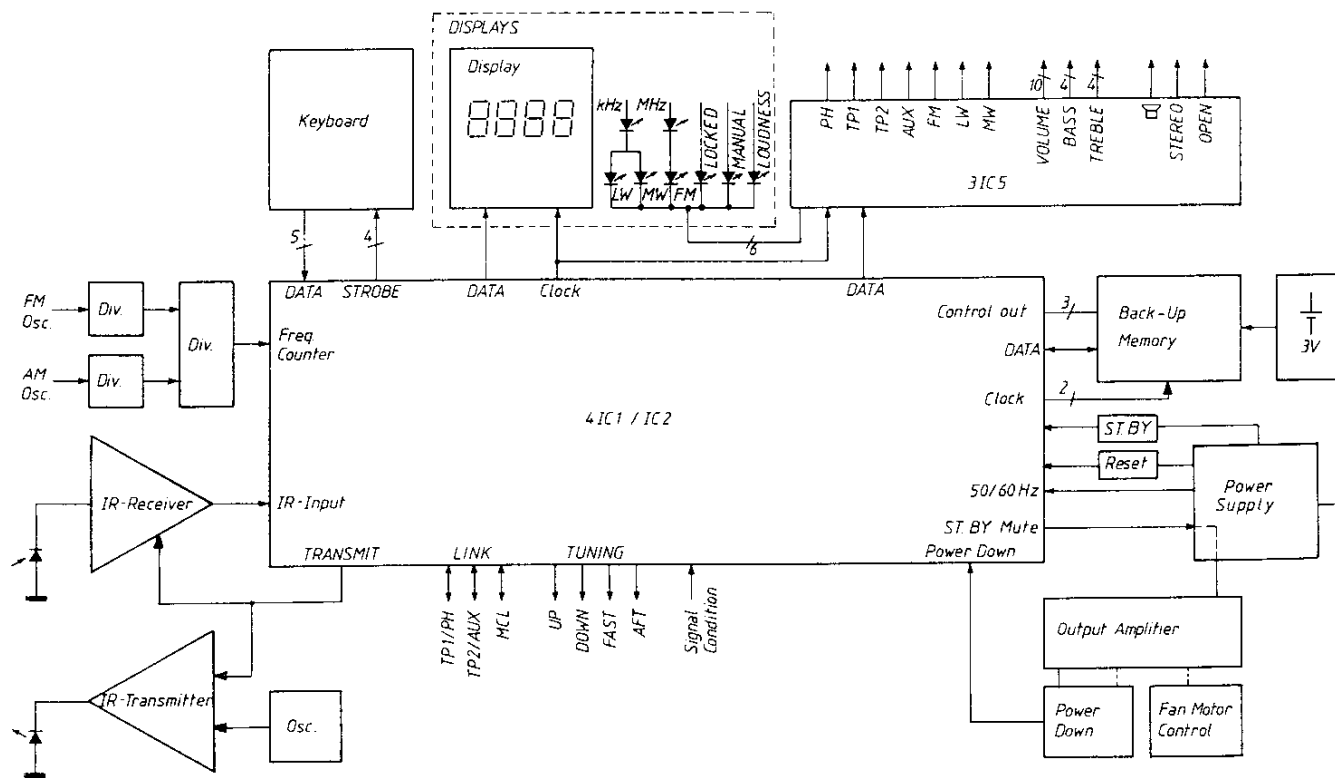 DISPLAYS
Display
8888
kHz
MHz
LOCKED
MANUAL
LOUDNESS
LW
MW
FM
Keyboard
PH
TP1
TP2
AUX
FM
LW
MW
10
VOLUME
4
BASS
4
TREBLE
STEREO
OPEN
3IC5
5
4
6
DATA
STROBE
DATA
Clock
DATA
FM
Osc.
Div.
Div.
AM
Osc.
Div.
Freq.
Counter
Control out
3
Back-Up
Memory
3V
DATA
Clock
2
4IC1 / IC2
ST.BY
Reset
50/60Hz
Power
Supply
ST.BY Mute
Power Down
IR-Receiver
IR-Input
TRANSMIT
LINK
TUNING
TP1/PH
TP2/AUX
MCL
UP
DOWN
FAST
AFT
Signal
Condition
Output Amplifier
IR-Transmitter
Osc.
Power
Down
Fan Motor
Control